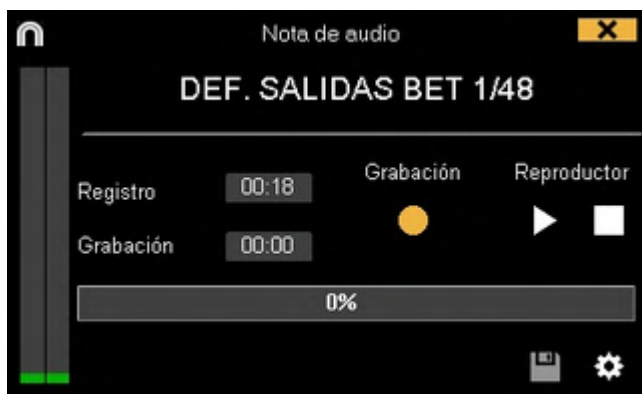 Nota de audio
DEF. SALIDAS BET 1/48
Grabación Reproductor
Registro 00:18
Grabación 00:00
0%